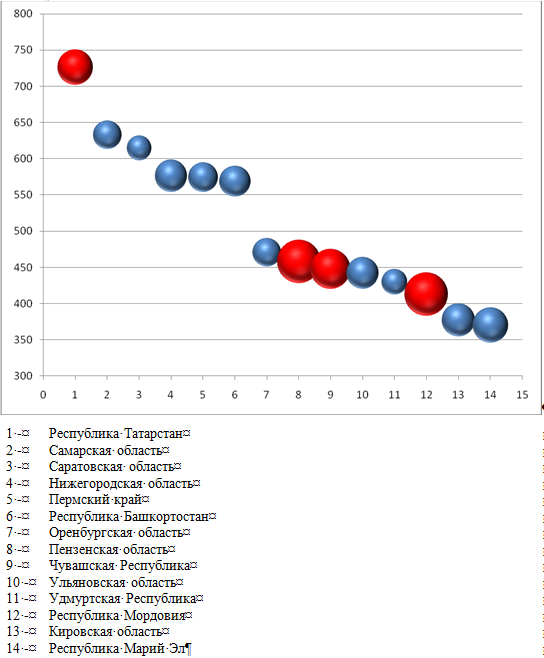 800
750
700
650
600
550
500
450
400
350
300
0 1 2 3 4 5 6 7 8 9 10 11 12 13 14 15
1·-¤ Республика·Татарстан¤
2·-¤ Самарская·область¤
3·-¤ Саратовская·область¤
4·-¤ Нижегородская·область¤
5·-¤ Пермский·край¤
6·-¤ Республика·Башкортостан¤
7·-¤ Оренбургская·область¤
8·-¤ Пензенская·область¤
9·-¤ Чувашская·Республика¤
10·-¤ Ульяновская·область¤
11·-¤ Удмуртская·Республика¤
12·-¤ Республика·Мордовия¤
13·-¤ Кировская·область¤
14·-¤ Республика·Марий·Эл¶